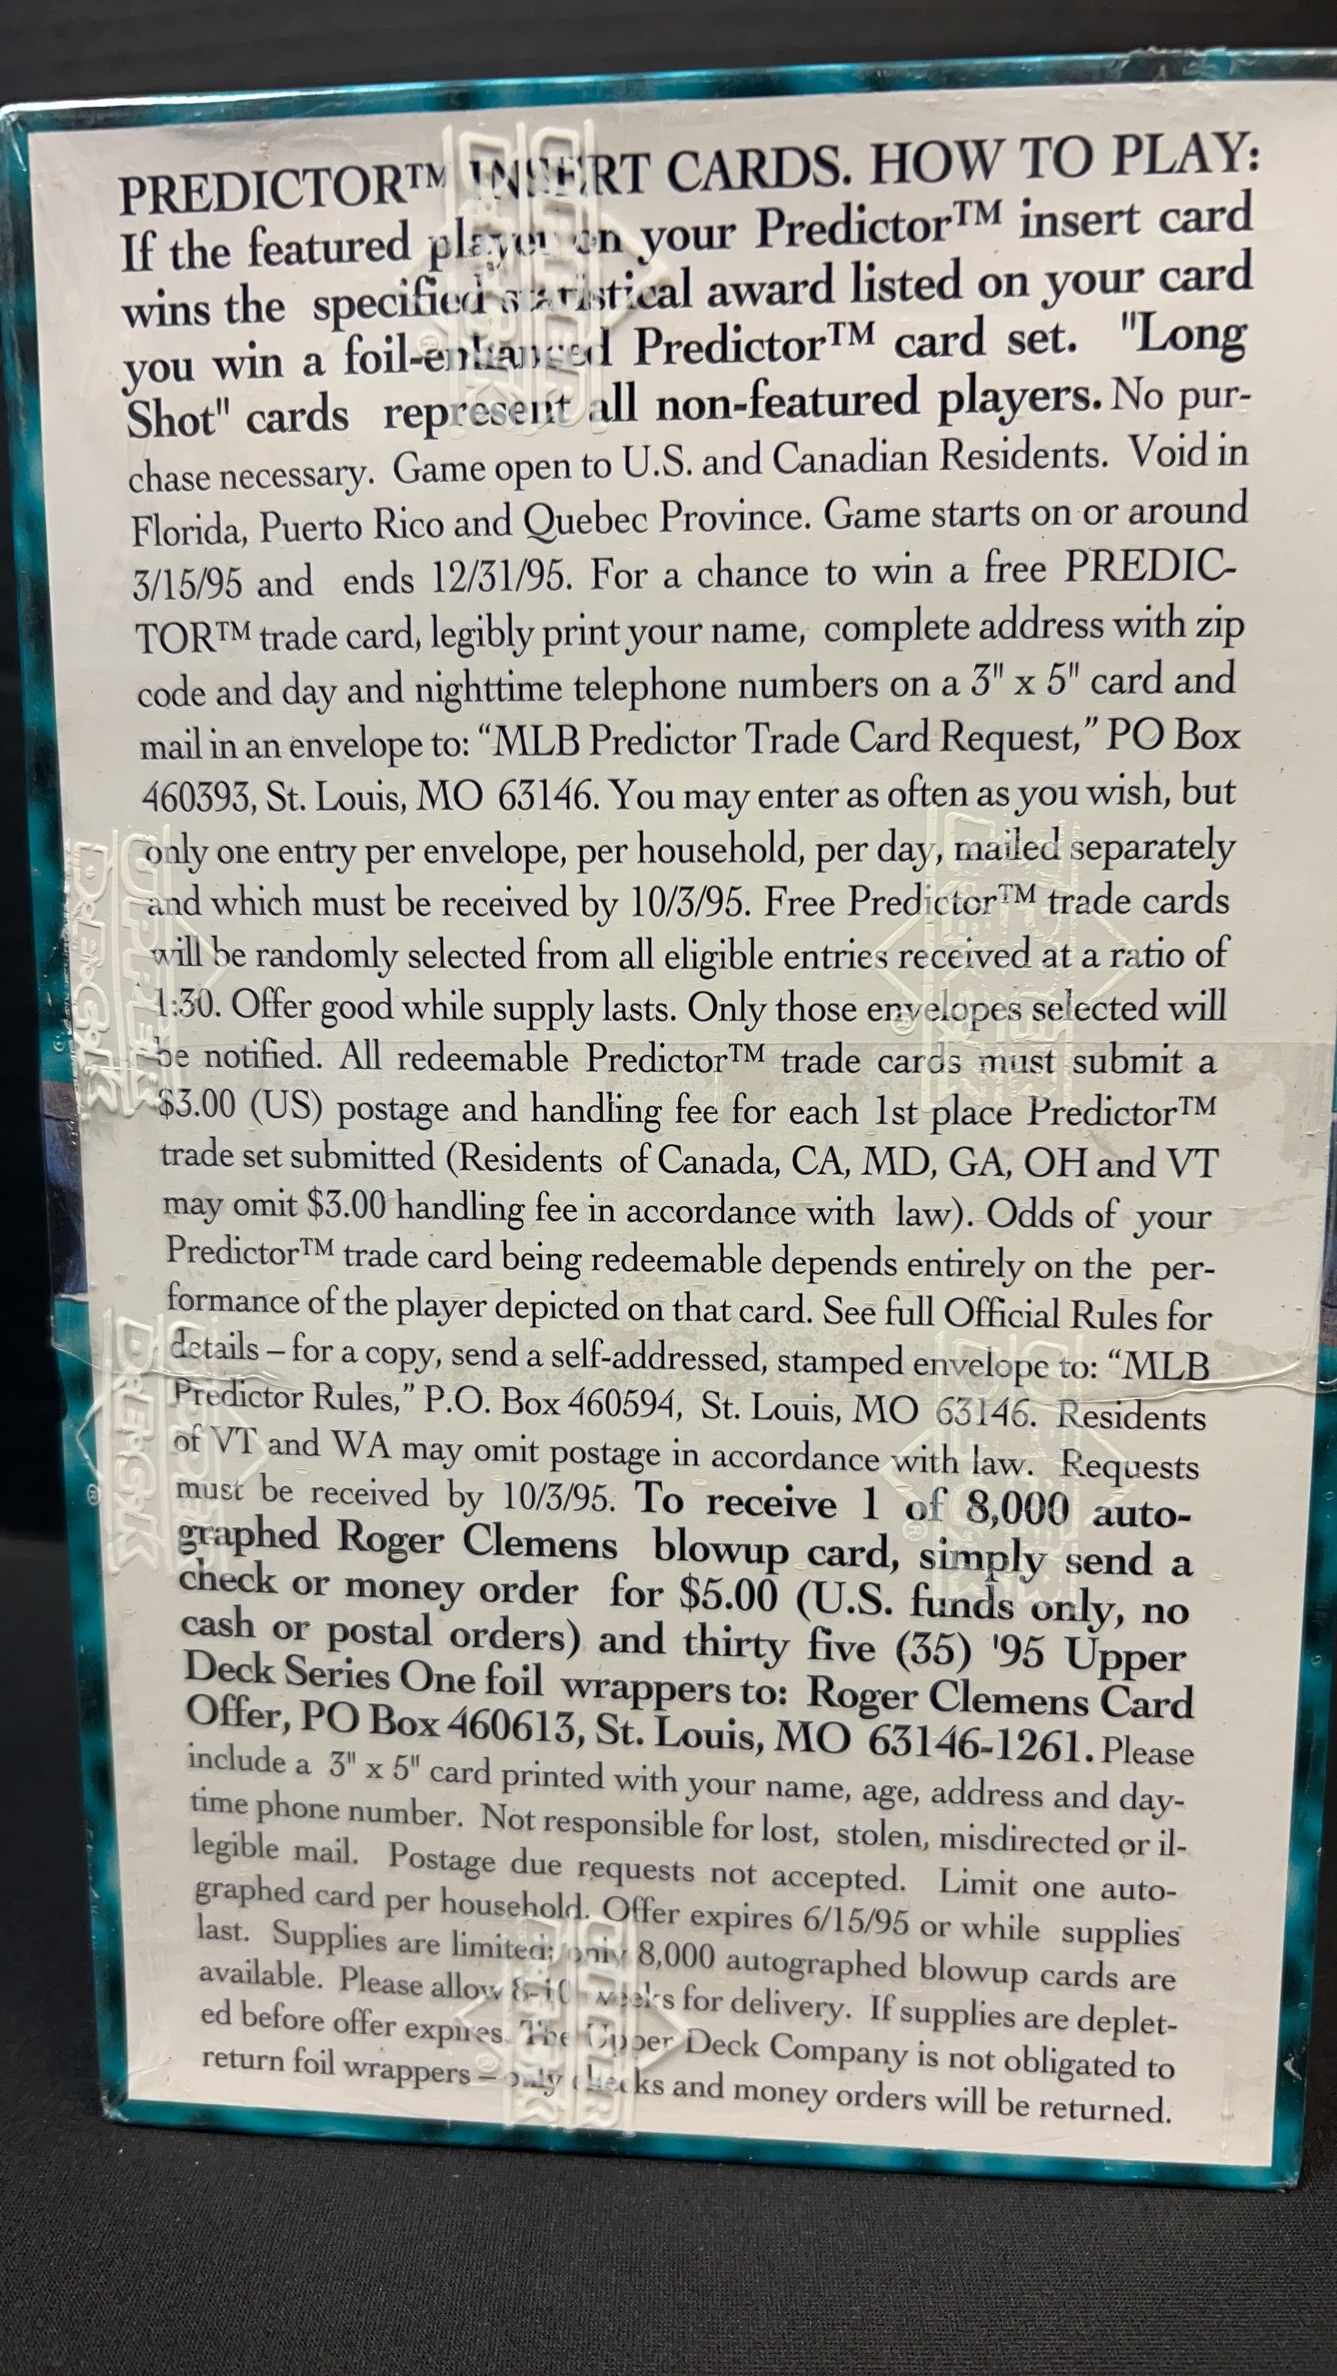 PREDICTOR™ INSERT CARDS. HOW TO PLAY:
If the featured player on your Predictor™ insert card
wins the specified statistical award listed on your card
you win a foil-enhanced Predictor™ card set. "Long
Shot" cards represent all non-featured players. No pur-
chase necessary. Game open to U.S. and Canadian Residents. Void in
Florida, Puerto Rico and Quebec Province. Game starts on or around
3/15/95 and ends 12/31/95. For a chance to win a free PREDIC-
TOR™ trade card, legibly print your name, complete address with zip
code and day and nighttime telephone numbers on a 3" x 5" card and
mail in an envelope to: “MLB Predictor Trade Card Request,” PO Box
460393, St. Louis, MO 63146. You may enter as often as you wish, but
only one entry per envelope, per household, per day, mailed separately
and which must be received by 10/3/95. Free Predictor™ trade cards
will be randomly selected from all eligible entries received at a ratio of
1:30. Offer good while supply lasts. Only those envelopes selected will
be notified. All redeemable Predictor™ trade cards must submit a
$3.00 (US) postage and handling fee for each 1st place Predictor™
trade set submitted (Residents of Canada, CA, MD, GA, OH and VT
may omit $3.00 handling fee in accordance with law). Odds of your
Predictor™ trade card being redeemable depends entirely on the per-
formance of the player depicted on that card. See full Official Rules for
details – for a copy, send a self-addressed, stamped envelope to: “MLB
Predictor Rules,” P.O. Box 460594, St. Louis, MO 63146. Residents
of VT and WA may omit postage in accordance with law. Requests
must be received by 10/3/95. To receive 1 of 8,000 auto-
graphed Roger Clemens blowup card, simply send a
check or money order for $5.00 (U.S. funds only, no
cash or postal orders) and thirty five (35) '95 Upper
Deck Series One foil wrappers to: Roger Clemens Card
Offer, PO Box 460613, St. Louis, MO 63146-1261. Please
include a 3" x 5" card printed with your name, age, address and day-
time phone number. Not responsible for lost, stolen, misdirected or il-
legible mail. Postage due requests not accepted. Limit one auto-
graphed card per household. Offer expires 6/15/95 or while supplies
last. Supplies are limited; only 8,000 autographed blowup cards are
available. Please allow 8-10 weeks for delivery. If supplies are deplet-
ed before offer expires. The Upper Deck Company is not obligated to
return foil wrappers – only checks and money orders will be returned.
UPPER
DECK
UPPER
DECK
UPPER
DECK
UPPER
DECK
UPPER
DECK
UPPER
DECK